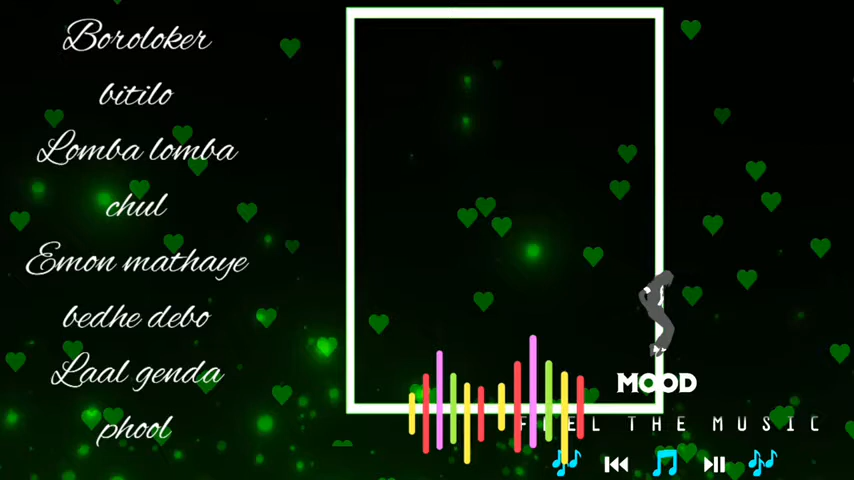 Boroloker
bitilo
Lomba lomba
chul
Emon mathaye
bedhe debo
Laal genda
phool
MOOD
FEEL THE MUSIC